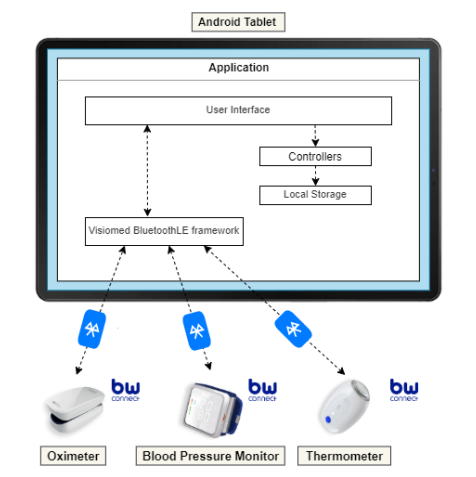 Android Tablet
Application
User Interface
Controllers
Local Storage
Visiomed BluetoothLE framework
bw
connect
bw
connect
bw
connect
Oximeter
Blood Pressure Monitor
Thermometer